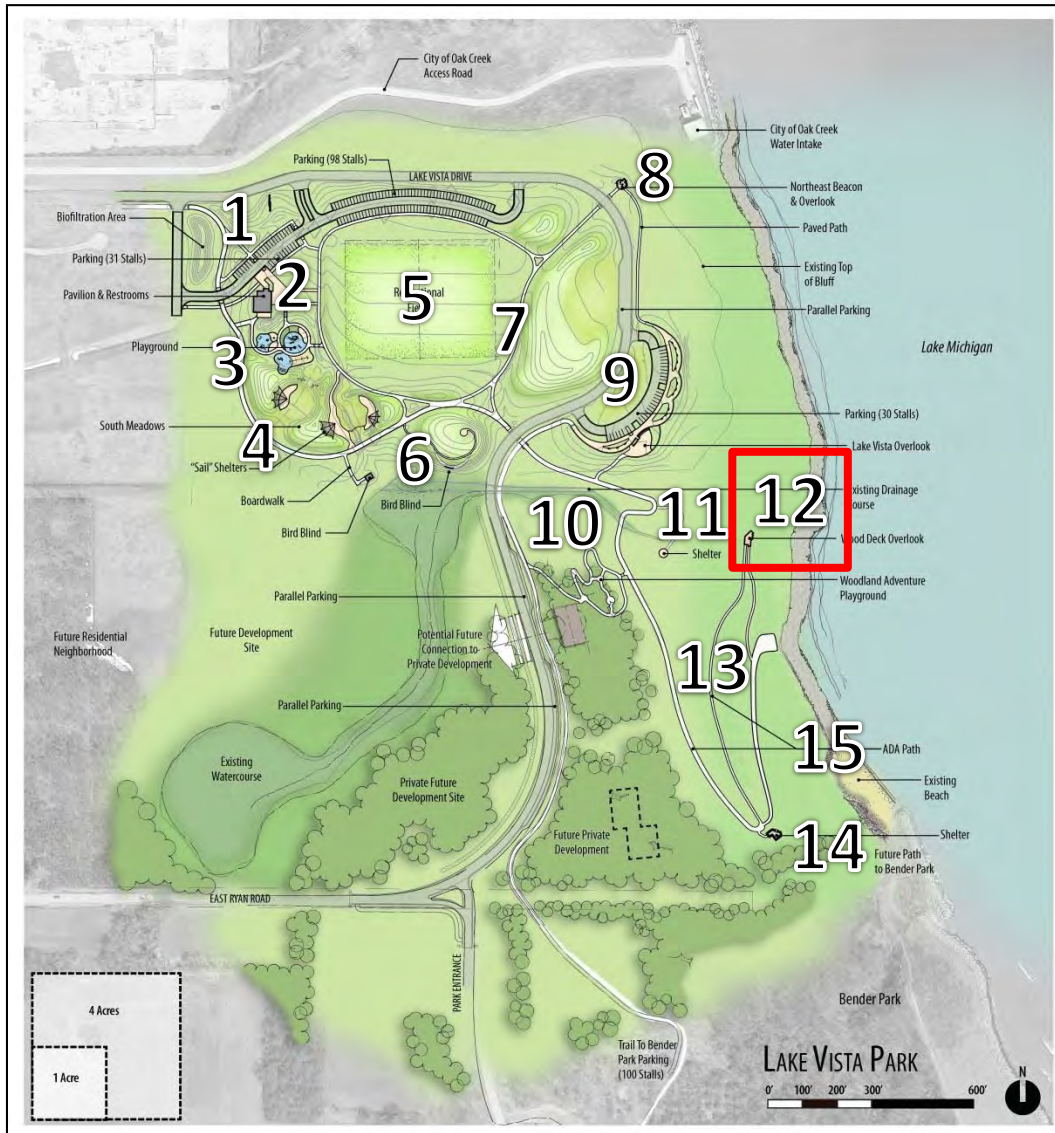 City of Oak Creek
Access Road
City of Oak Creek
Water Intake
Parking (98 Stalls)
LAKE VISTA DRIVE
8
Northeast Beacon
& Overlook
1
Biofiltration Area
Paved Path
Parking (31 Stalls)
2
Existing Top
of Bluff
Pavilion & Restrooms
5
7
Parallel Parking
Playground
3
Lake Michigan
9
Parking (30 Stalls)
South Meadows
4
6
Lake Vista Overlook
"Sail" Shelters
Boardwalk
Bird Blind
Bird Blind
10
11
12
Existing Drainage
Wood Deck Overlook
Shelter
Woodland Adventure
Playground
Parallel Parking
Future Residential
Neighborhood
Future Development
Site
Potential Future
Connection to
Private Development
13
Parallel Parking
15
ADA Path
Existing
Watercourse
Private Future
Development Site
Existing
Beach
Future Private
Development
Shelter
14
Future Path
to Bender Park
EAST RYAN ROAD
PARK ENTRANCE
4 Acres
1 Acre
Bender Park
Trail To Bender
Park Parking
(100 Stalls)
LAKE VISTA PARK
0' 100' 200' 300' 600'
N